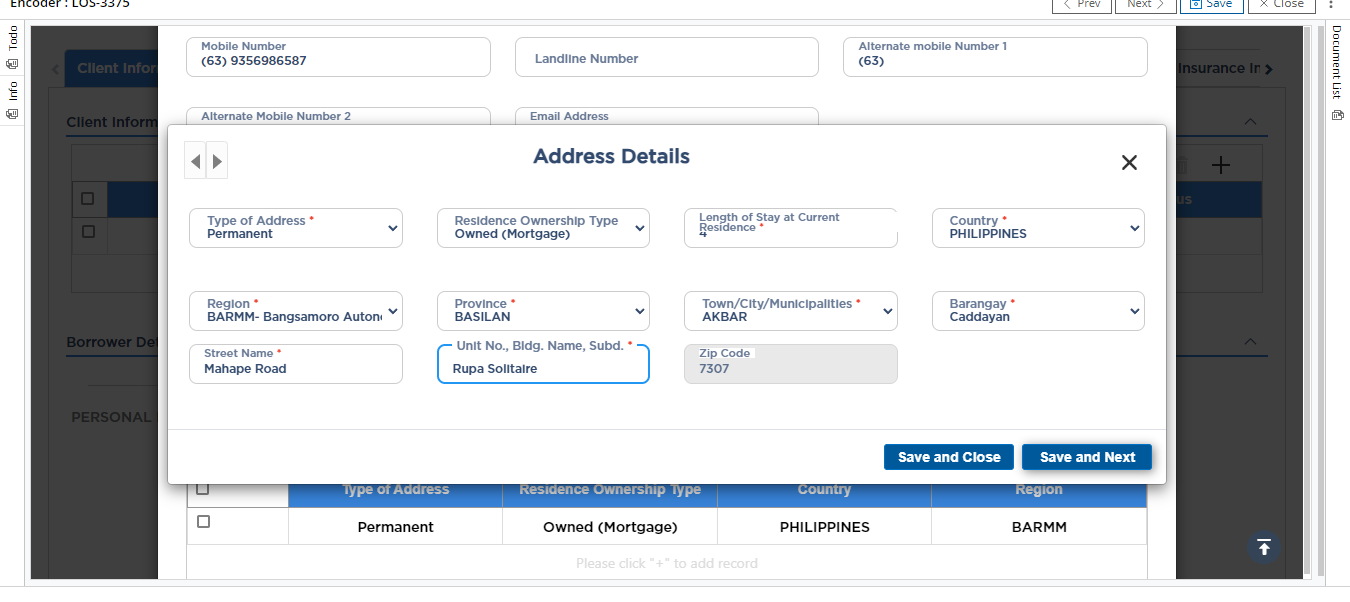 Encoder : LOS-3375
Prev
Next
Save
Close
Todo
Info
Document List
Mobile Number
(63) 9356986587
Landline Number
Alternate mobile Number 1
(63)
Alternate Mobile Number 2
Email Address
Client Infor
Insurance In
Client Inform
us
Borrower Det
PERSONAL
Address Details
Type of Address *
Permanent
Residence Ownership Type
Owned (Mortgage)
Length of Stay at Current
Residence *
4
Country *
PHILIPPINES
Region *
BARMM- Bangsamoro Auton
Province *
BASILAN
Town/City/Municipalities *
AKBAR
Barangay *
Caddayan
Street Name *
Mahape Road
Unit No., Bldg. Name, Subd. *
Rupa Solitaire
Zip Code
7307
Save and Close
Save and Next
Type of Address
Residence Ownership Type
Country
Region
Permanent
Owned (Mortgage)
PHILIPPINES
BARMM
Please click "+" to add record